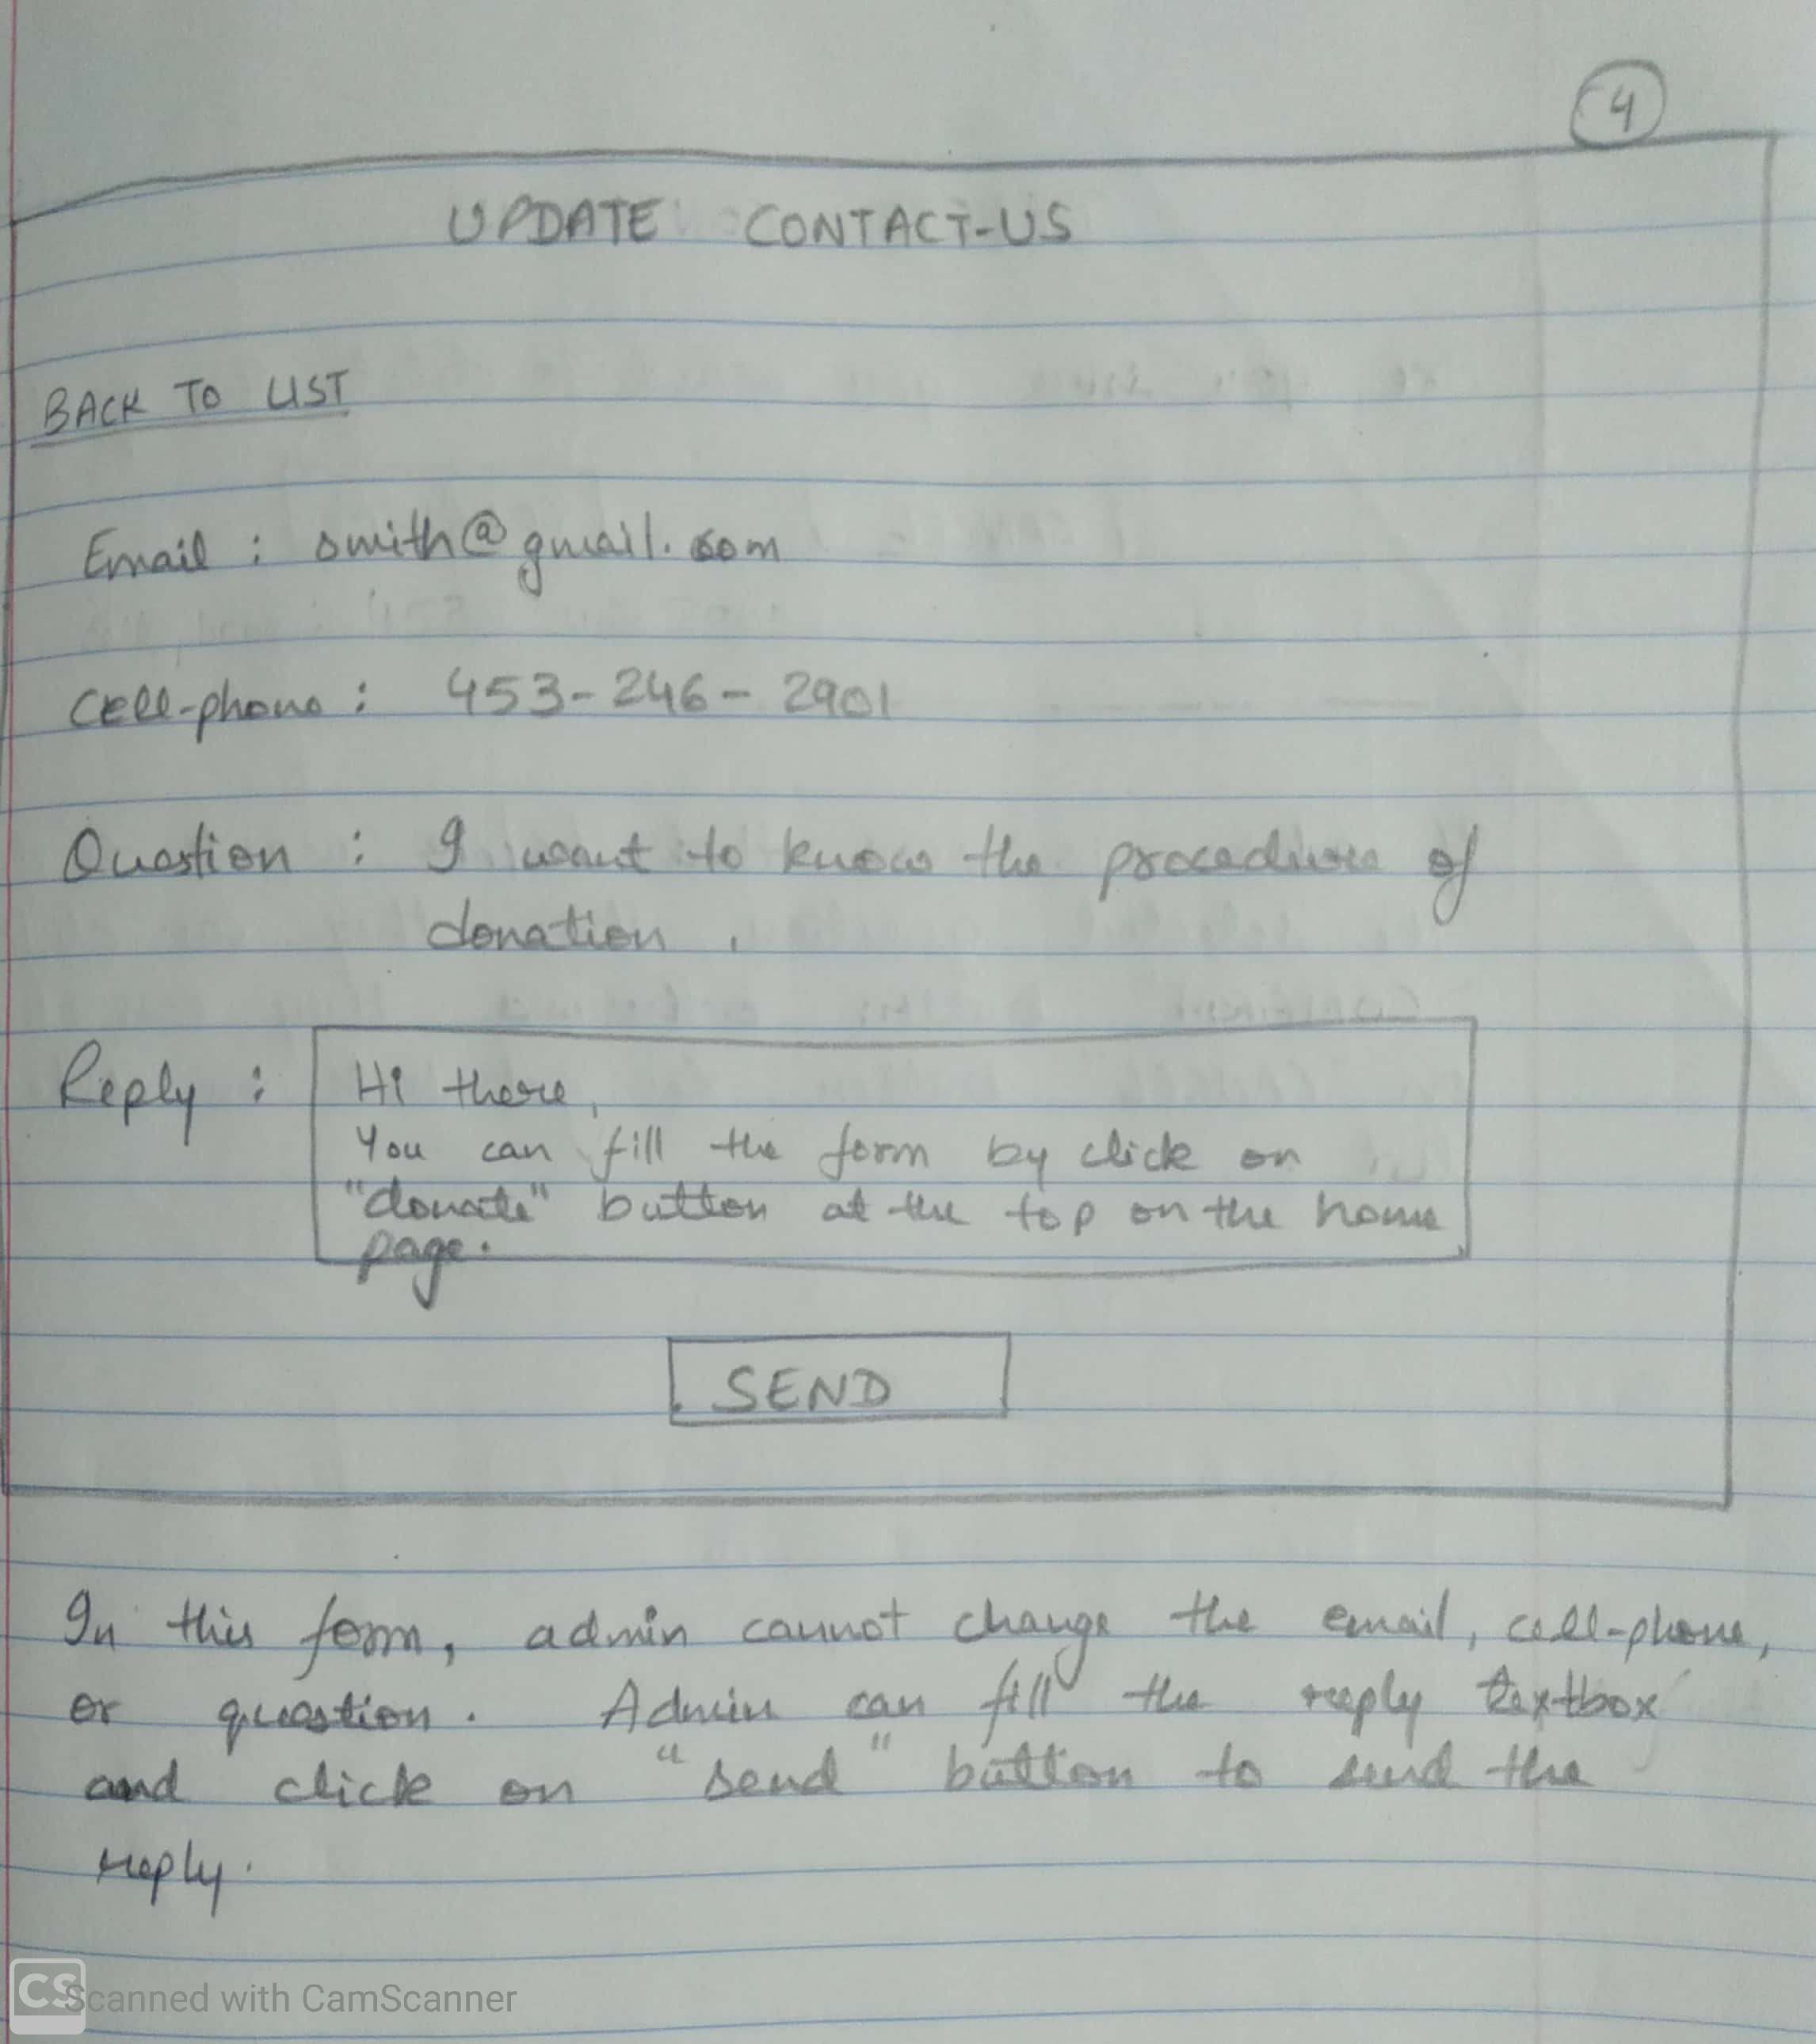 4
UPDATE CONTACT-US
BACK TO LIST
Email : smith@gmail.com
Cell-phone : 453-246-2901
Question : I want to know the procedure of
donation.
Reply : Hi there,
You can fill the form by click on
"donate" button at the top on the home
page.
SEND
In this form, admin cannot change the email, cell-phone,
or question. Admin can fill the reply textbox
and click on "send" button to send the
reply.
CS Scanned with CamScanner